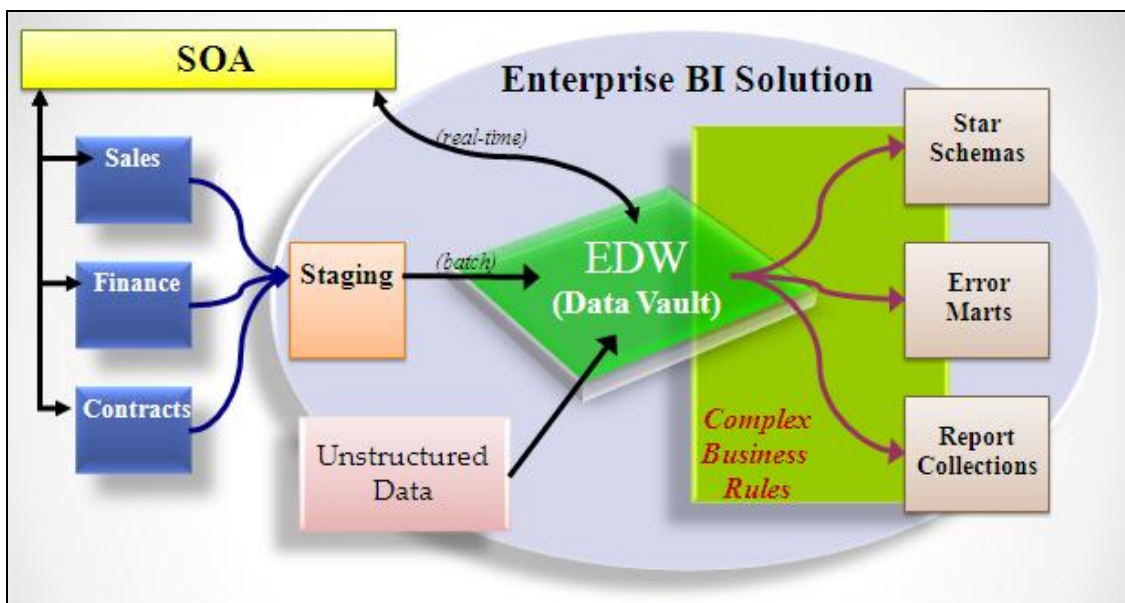 SOA
Enterprise BI Solution
(real-time)
Sales
Finance
Contracts
Staging
(batch)
EDW
(Data Vault)
Unstructured
Data
Complex
Business
Rules
Star
Schemas
Error
Marts
Report
Collections